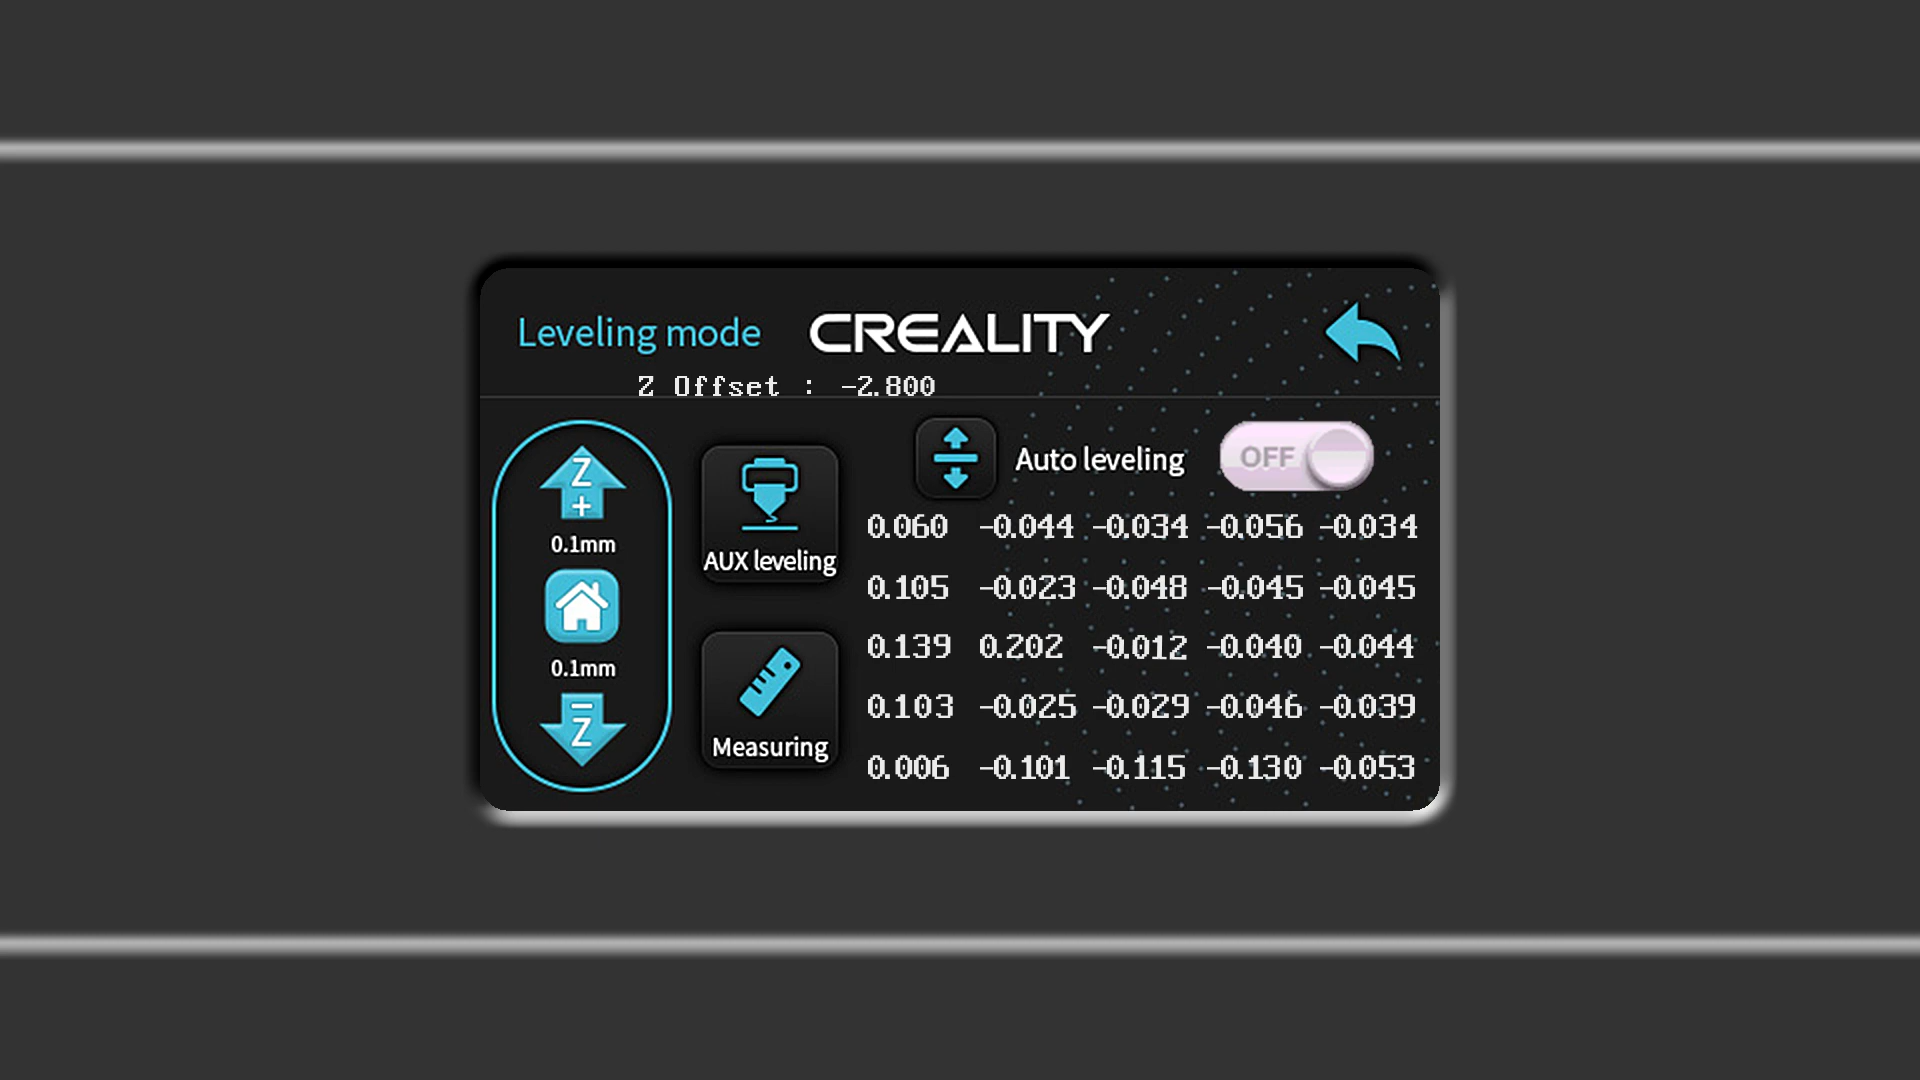 Leveling mode CREALITY
Z Offset : -2.800
Z
+
0.1mm
0.1mm
Z
AUX leveling
Measuring
Auto leveling OFF
0.060 -0.044 -0.034 -0.056 -0.034
0.105 -0.023 -0.048 -0.045 -0.045
0.139 0.202 -0.012 -0.040 -0.044
0.103 -0.025 -0.029 -0.046 -0.039
0.006 -0.101 -0.115 -0.130 -0.053